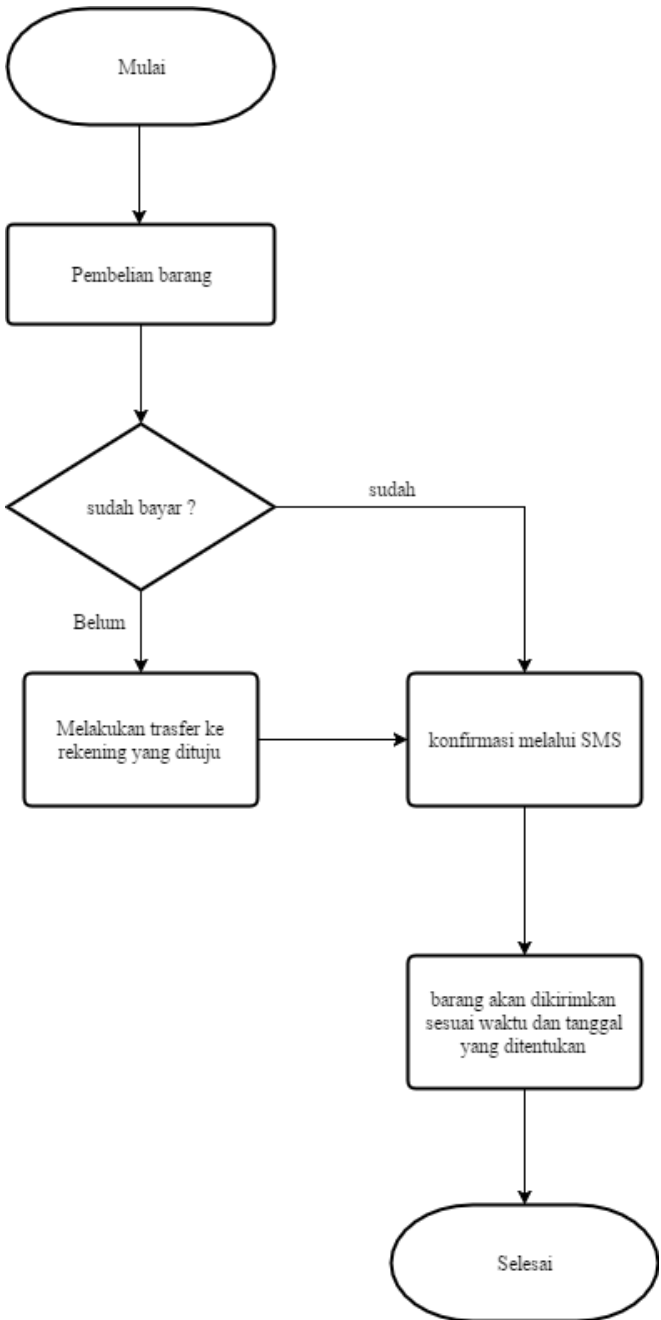 Mulai
Pembelian barang
sudah bayar ?
sudah
Belum
Melakukan trasfer ke
rekening yang dituju
konfirmasi melalui SMS
barang akan dikirimkan
sesuai waktu dan tanggal
yang ditentukan
Selesai